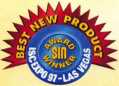 BEST NEW PRODUCT
AWARD
SIN
WINNER
ISC EXPO 97 - LAS VEGAS